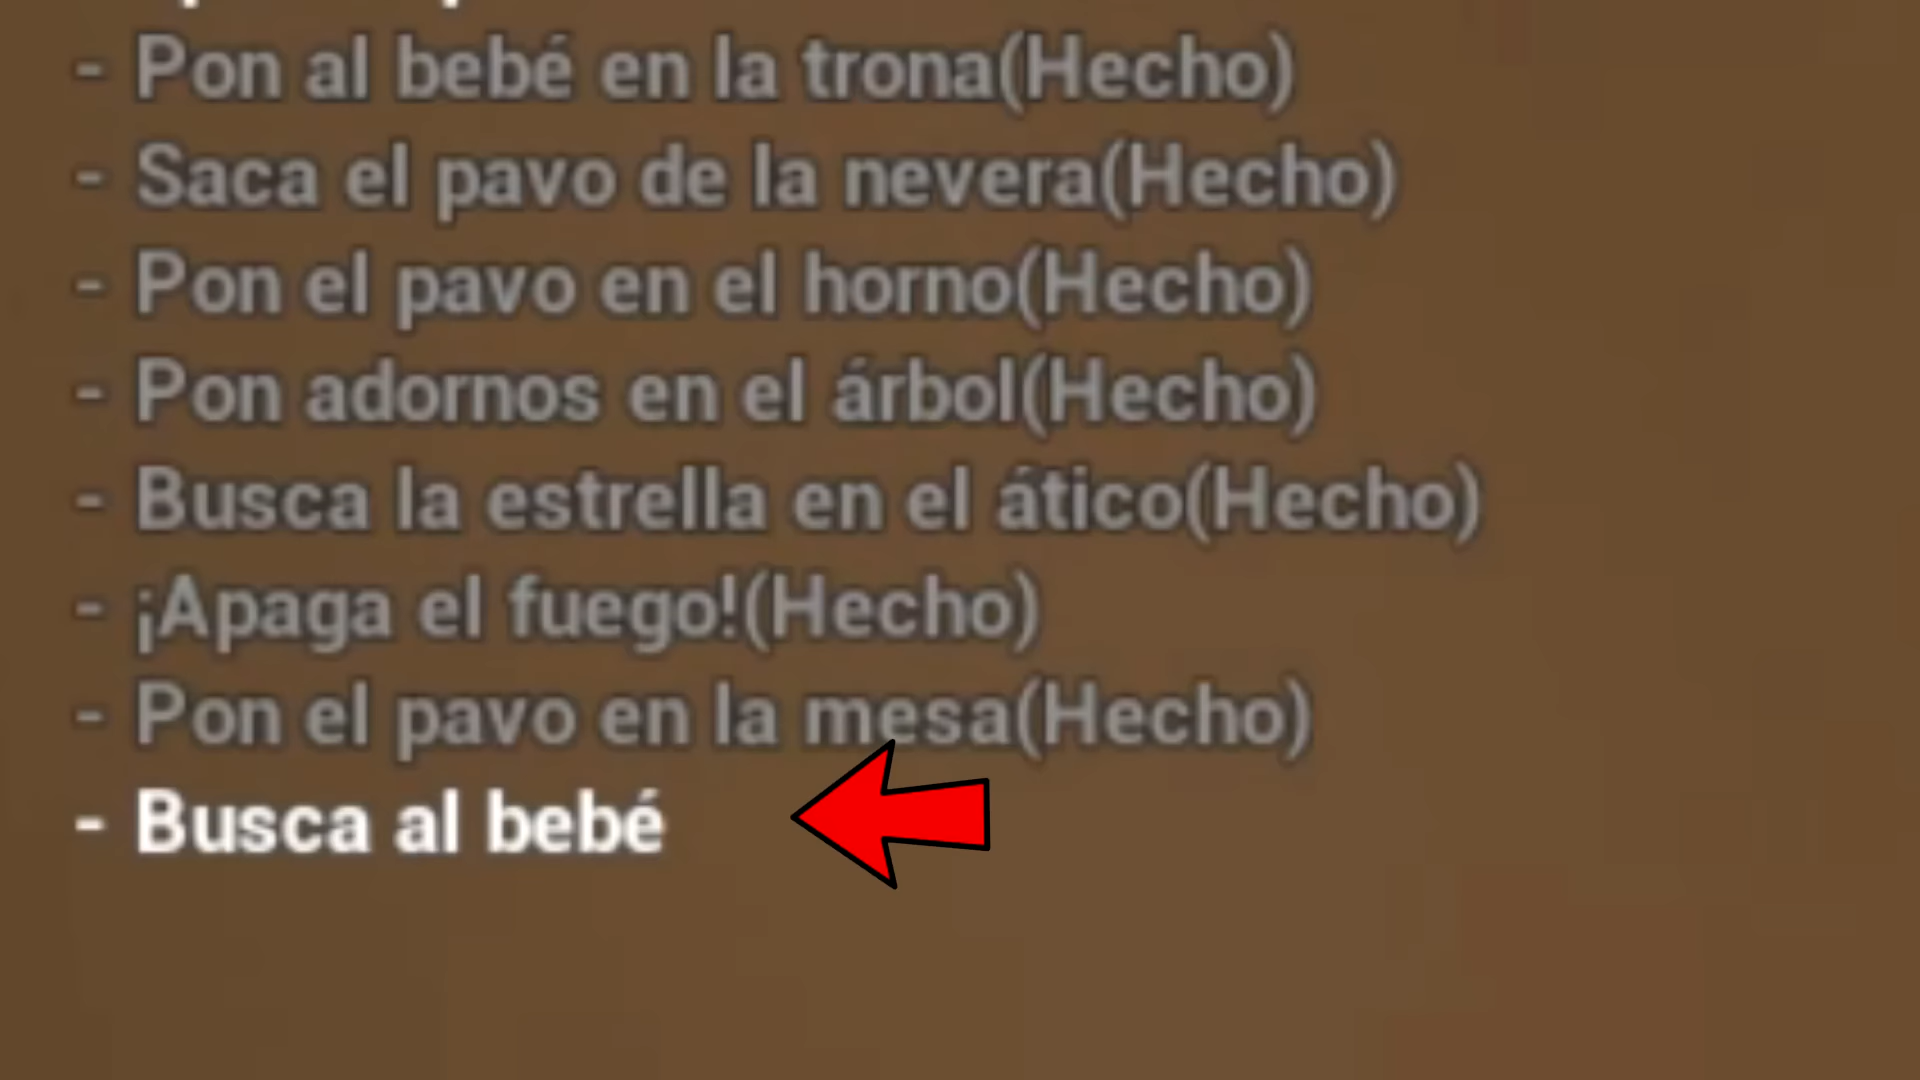 - Pon al bebé en la trona(Hecho)
- Saca el pavo de la nevera(Hecho)
- Pon el pavo en el horno(Hecho)
- Pon adornos en el árbol(Hecho)
- Busca la estrella en el ático(Hecho)
- ¡Apaga el fuego!(Hecho)
- Pon el pavo en la mesa(Hecho)
- Busca al bebé